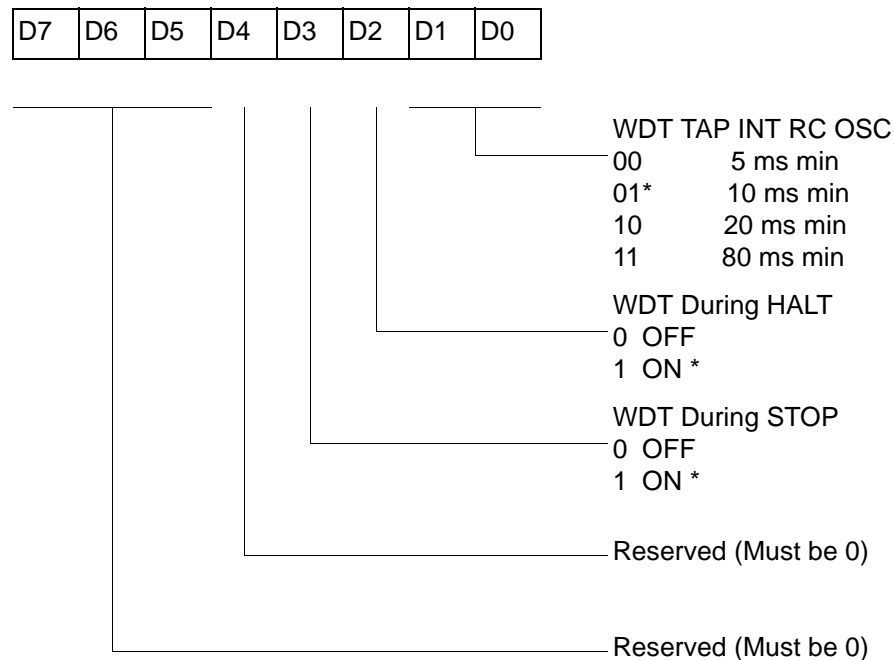 D7 D6 D5 D4 D3 D2 D1 D0
WDT TAP INT RC OSC
00 5 ms min
01* 10 ms min
10 20 ms min
11 80 ms min
WDT During HALT
0 OFF
1 ON *
WDT During STOP
0 OFF
1 ON *
Reserved (Must be 0)
Reserved (Must be 0)